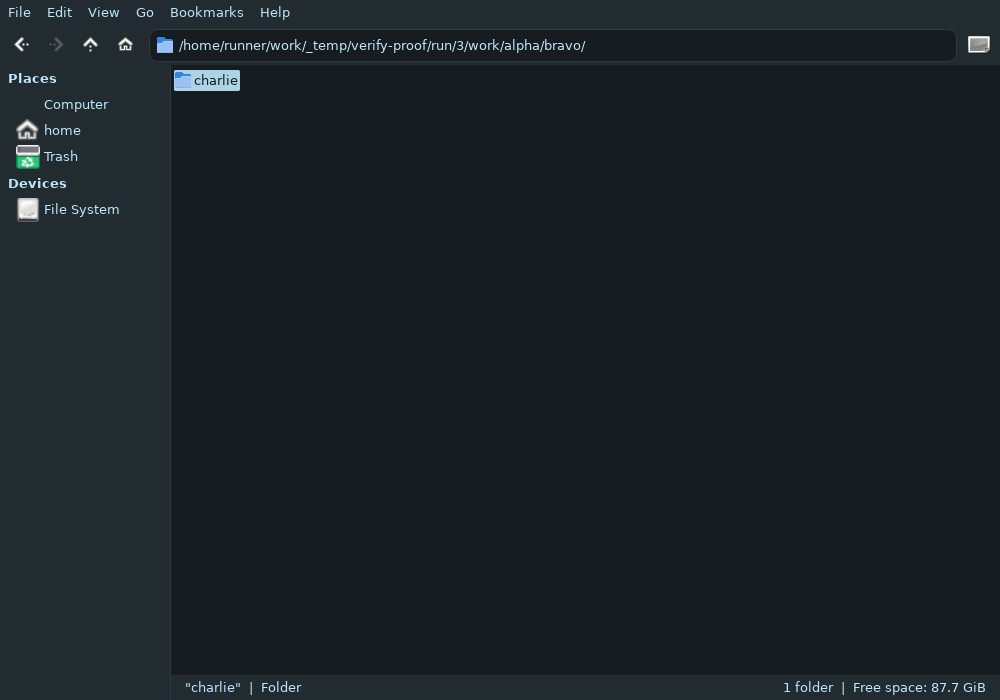 File Edit View Go Bookmarks Help
/home/runner/work/_temp/verify-proof/run/3/work/alpha/bravo/
Places
Computer
home
Trash
Devices
File System
charlie
"charlie" | Folder
1 folder | Free space: 87.7 GiB